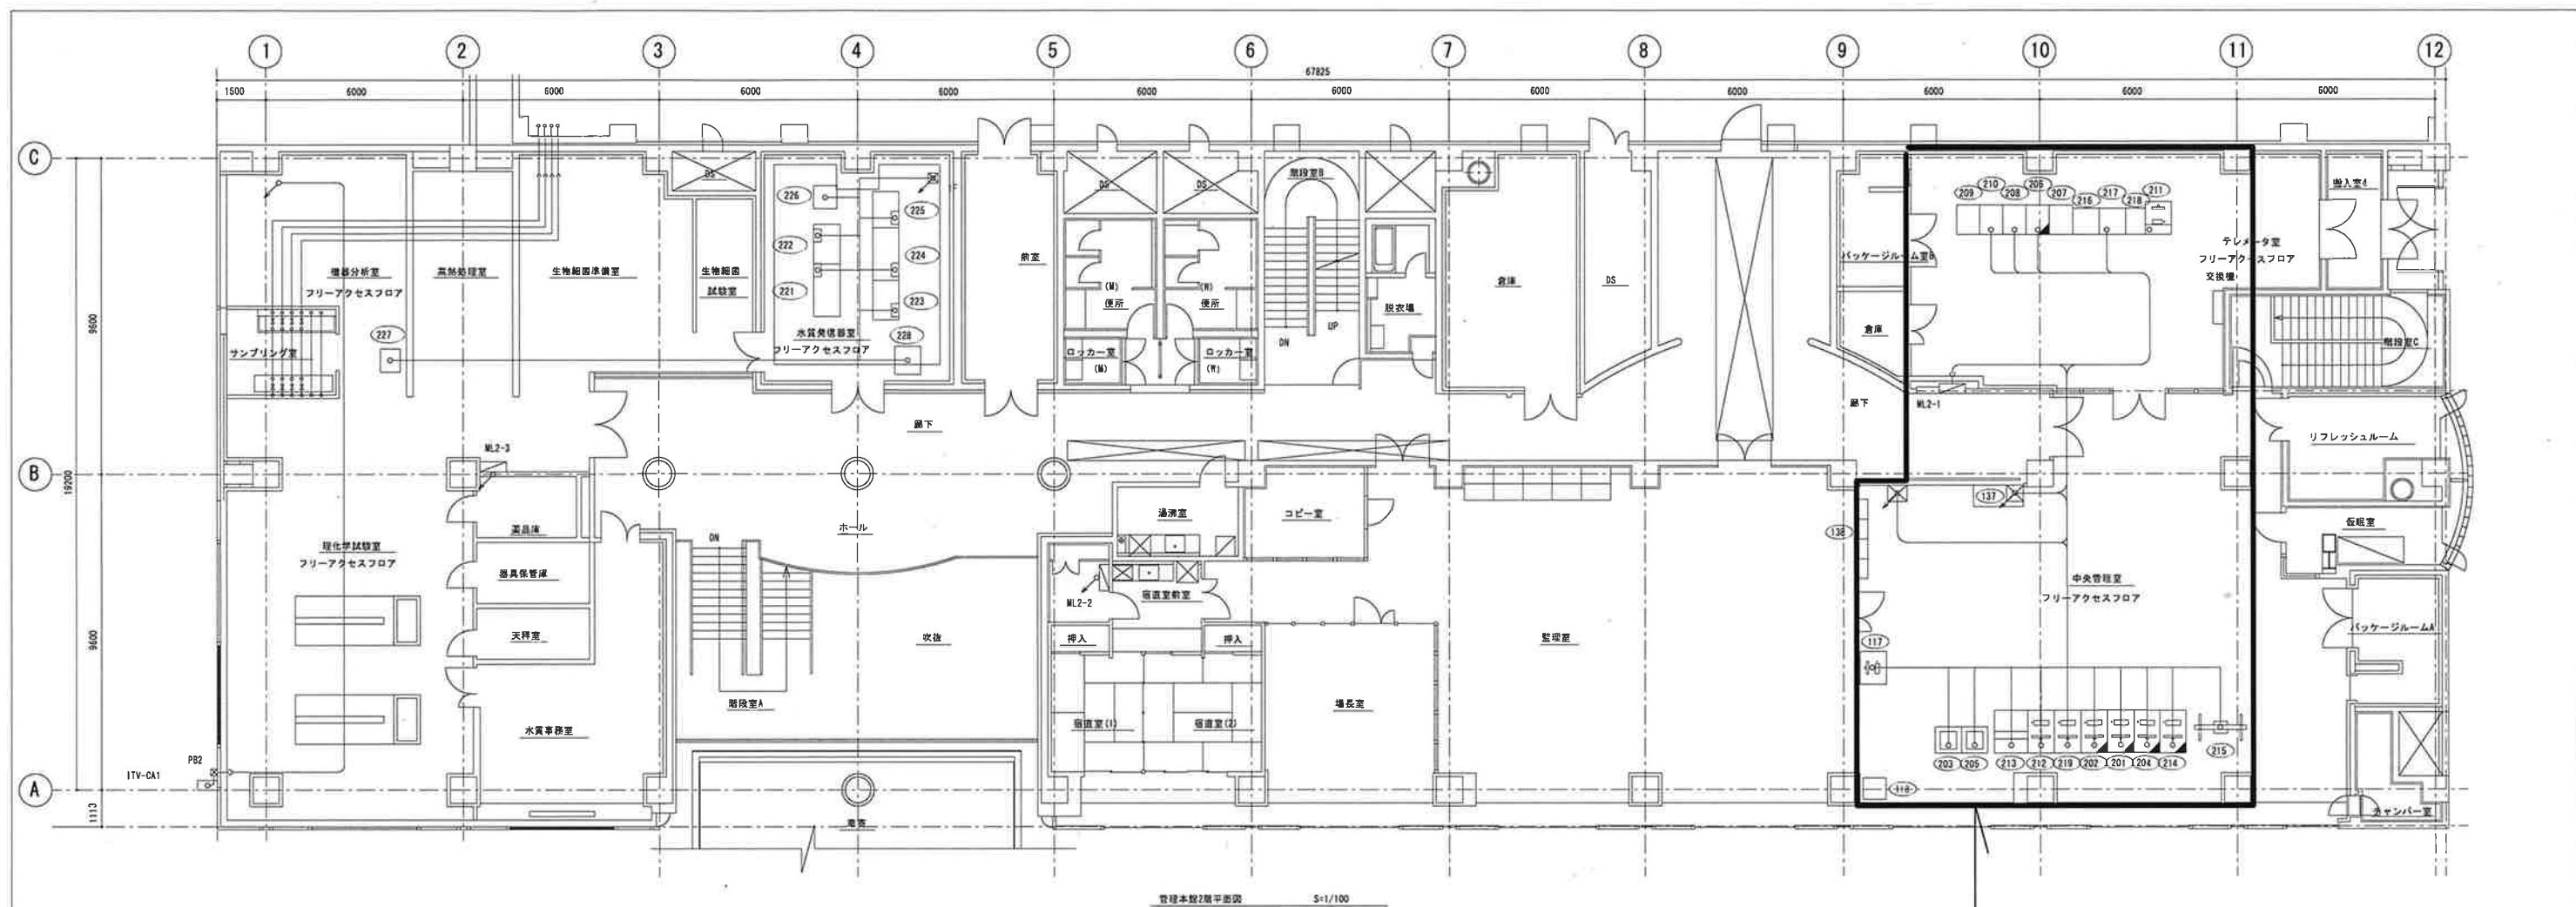 1 2 3 4 5 6 7 8 9 10 11 12
67825
1500 6000 6000 6000 6000 6000 6000 6000 6000 6000 6000 6000
C
B
A
19200
9600
9600
1113
DS
DS
DS
階段室B
搬入室d
209 210 208 206 207 216 217 218 211
226
225
222
224
221
223
228
227
機器分析室
フリーアクセスフロア
高熱処理室
生物細菌準備室
生物細菌
試験室
水質発信器室
フリーアクセスフロア
サンプリング室
前室
(M)
便所
(W)
便所
ロッカー室
(M)
ロッカー室
(W)
UP
DN
脱衣場
倉庫
DS
パッケージルーム室B
倉庫
テレメータ室
フリーアクセスフロア
交換機
階段室C
廊下
廊下
ML2-1
リフレッシュルーム
ML2-3
薬品庫
理化学試験室
フリーアクセスフロア
器具保管庫
天秤室
水質事務室
ホール
DN
吹抜
階段室A
湯沸室
コピー室
ML2-2
宿直室前室
押入
押入
宿直室(1)
宿直室(2)
場長室
監理室
137
138
仮眠室
中央管理室
フリーアクセスフロア
パッケージルームA
117
118
203 205 213 212 219 202 201 204 214
215
チャンバー室
PB2
ITV-CA1
管理本館2階平面図 S=1/100